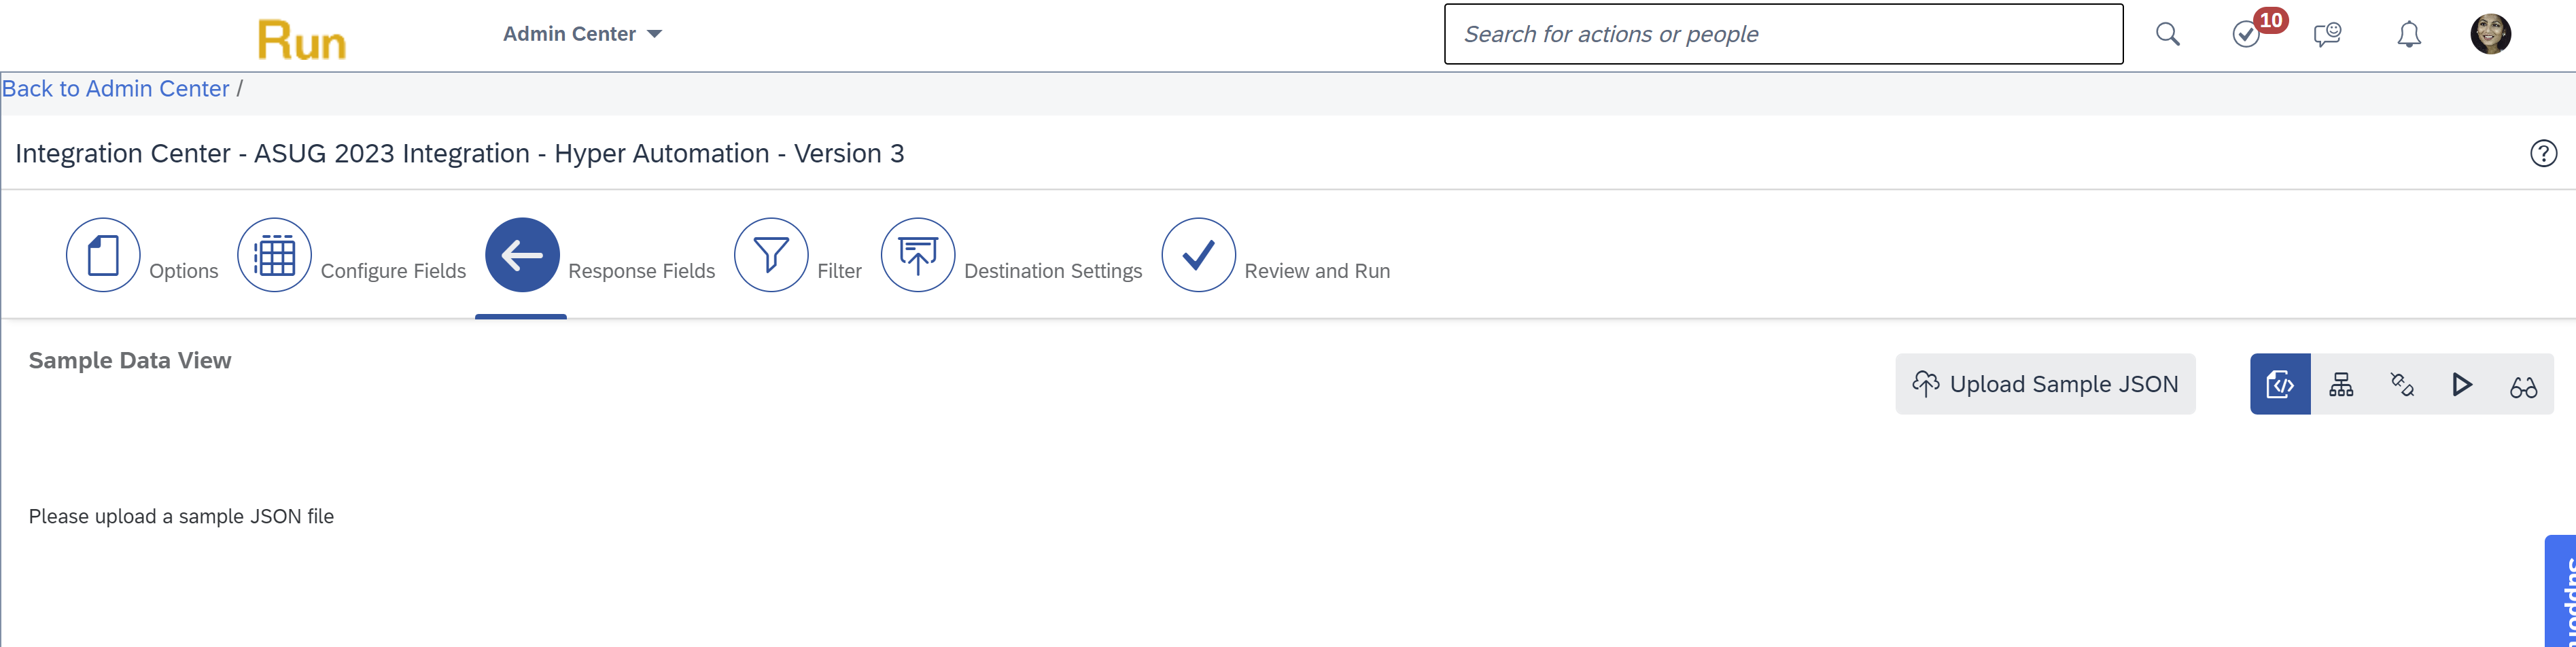 Run
Admin Center
Search for actions or people
10
Back to Admin Center /
Integration Center - ASUG 2023 Integration - Hyper Automation - Version 3
?
Options
Configure Fields
Response Fields
Filter
Destination Settings
Review and Run
Sample Data View
Upload Sample JSON
Please upload a sample JSON file